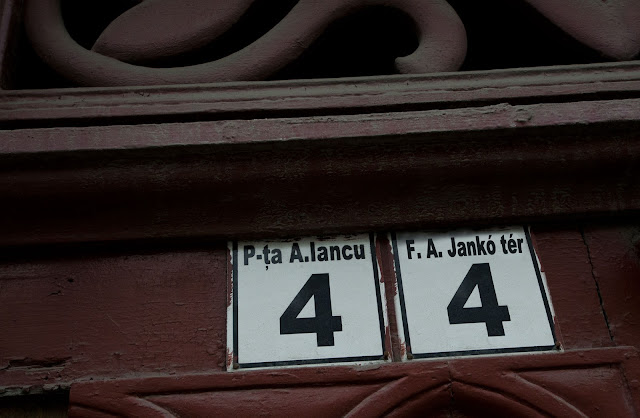 P-ța A.Iancu
4
F. A. Jankó tér
4